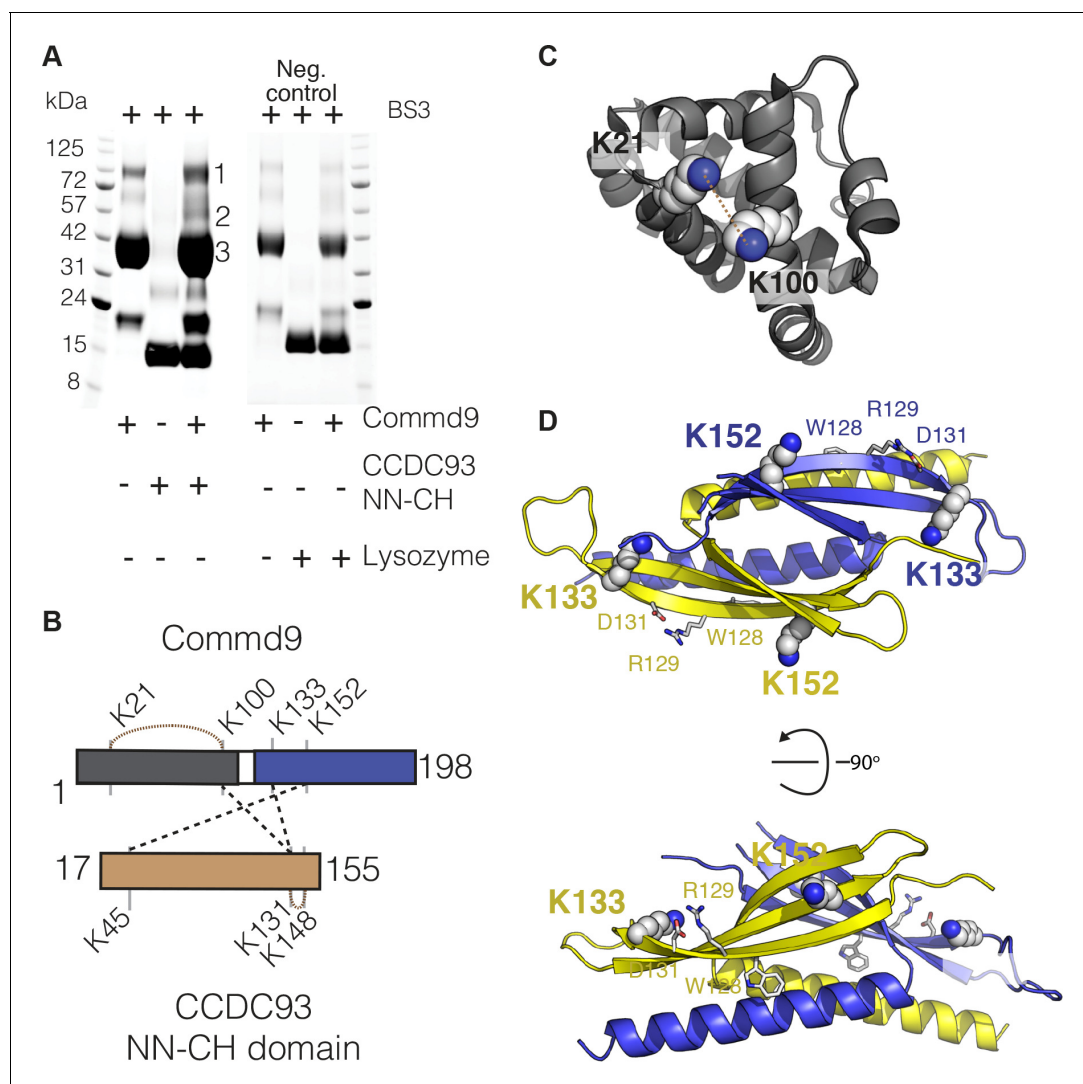 A
Neg.
control
kDa
+ + + + + + BS3
125
72
57
42
31
24
15
8
1
2
3
+ - + + - + Commd9
CCDC93
- + + - - - NN-CH
- - - - + + Lysozyme
B
Commd9
K21
K100
K133
K152
1
198
17
155
K45
K131
K148
CCDC93
NN-CH domain
C
K21
K100
D
K152
W128
R129
D131
K133
K133
D131
R129
W128
K152
-90°
K152
K133
R129
D131
W128